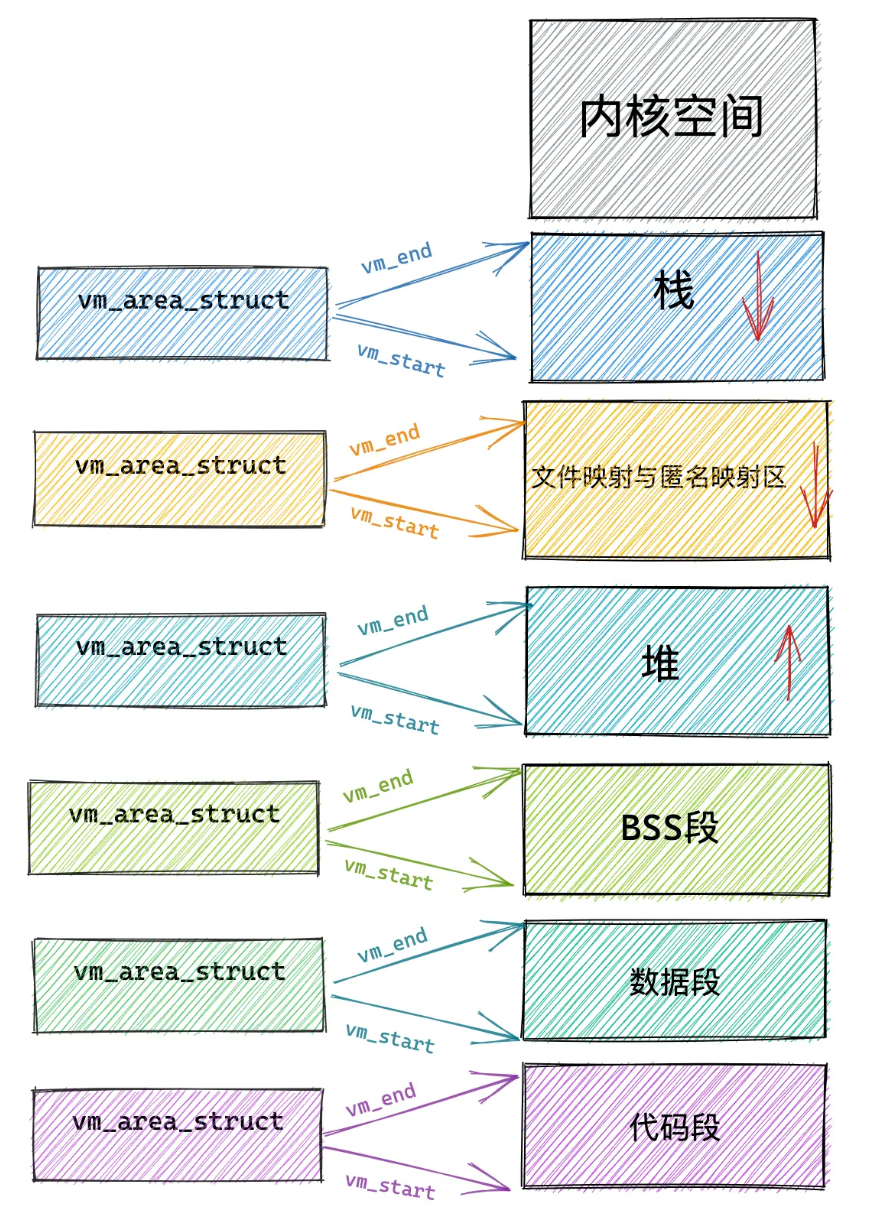 内核空间
vm_area_struct
vm_end
vm_start
栈
vm_area_struct
vm_end
vm_start
文件映射与匿名映射区
vm_area_struct
vm_end
vm_start
堆
vm_area_struct
vm_end
vm_start
BSS段
vm_area_struct
vm_end
vm_start
数据段
vm_area_struct
vm_end
vm_start
代码段